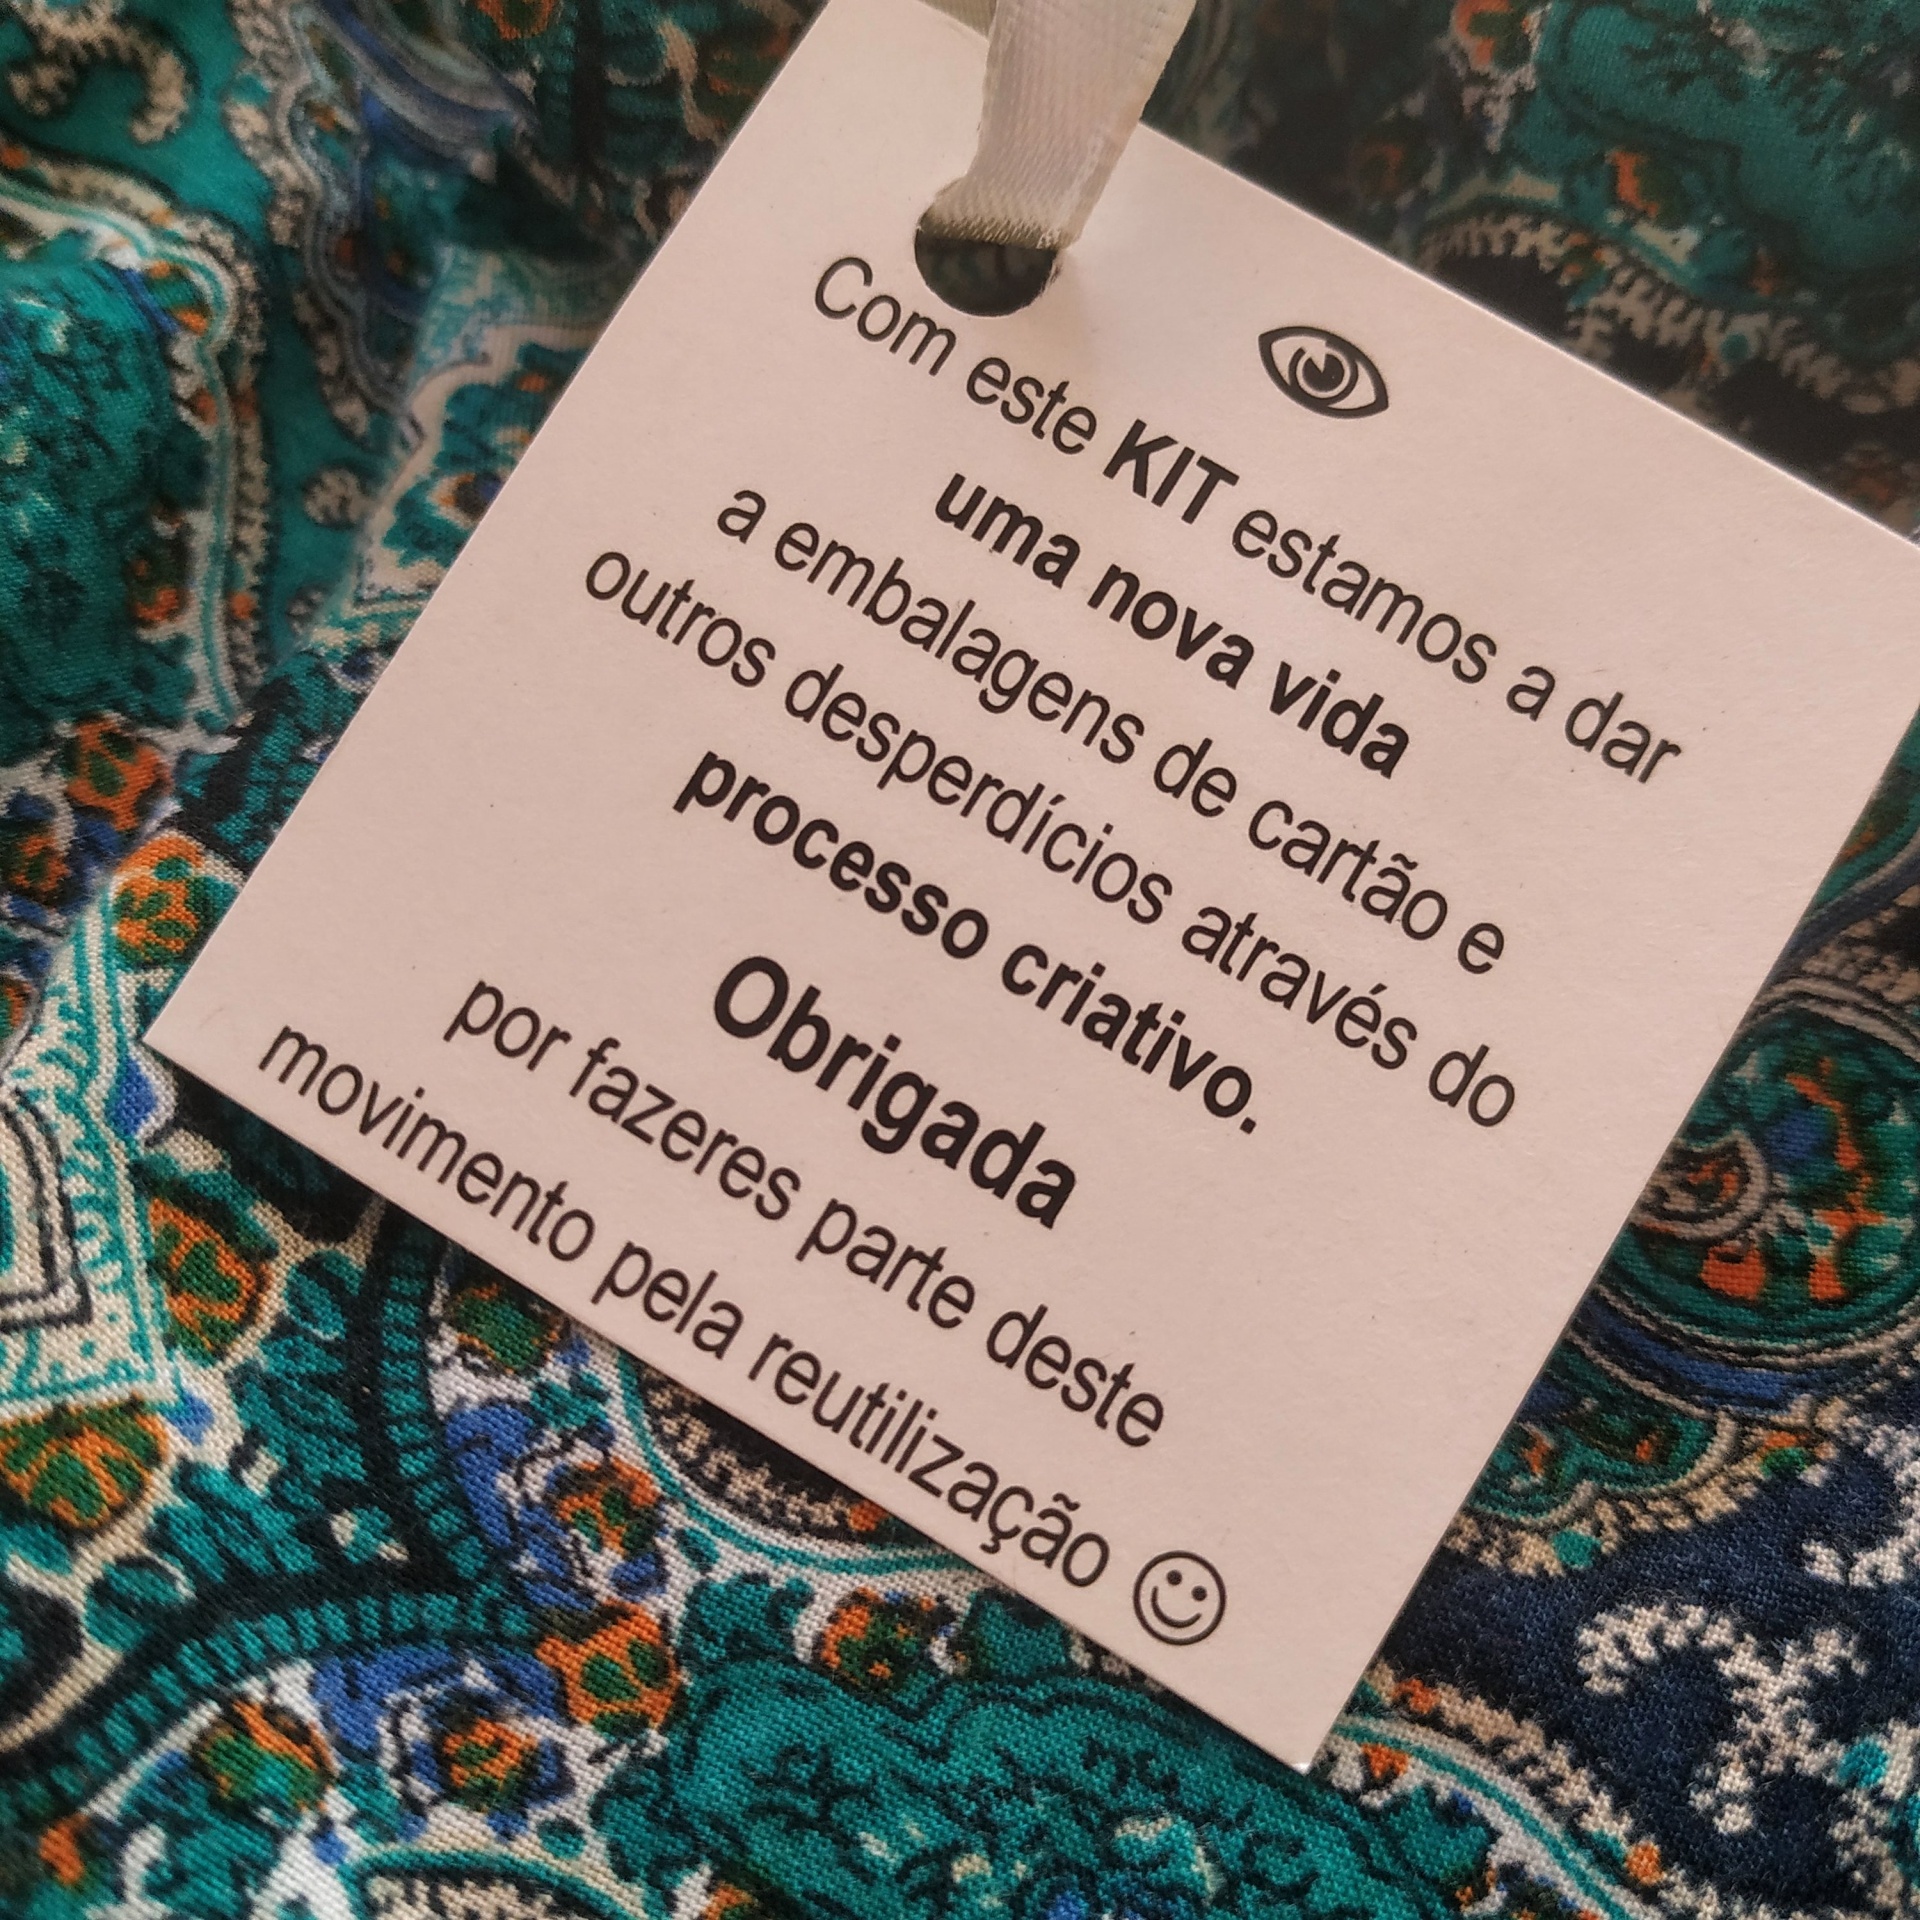 Com este KIT estamos a dar
uma nova vida
a embalagens de cartão e
outros desperdícios através do
processo criativo.
Obrigada
por fazeres parte deste
movimento pela reutilização ☺